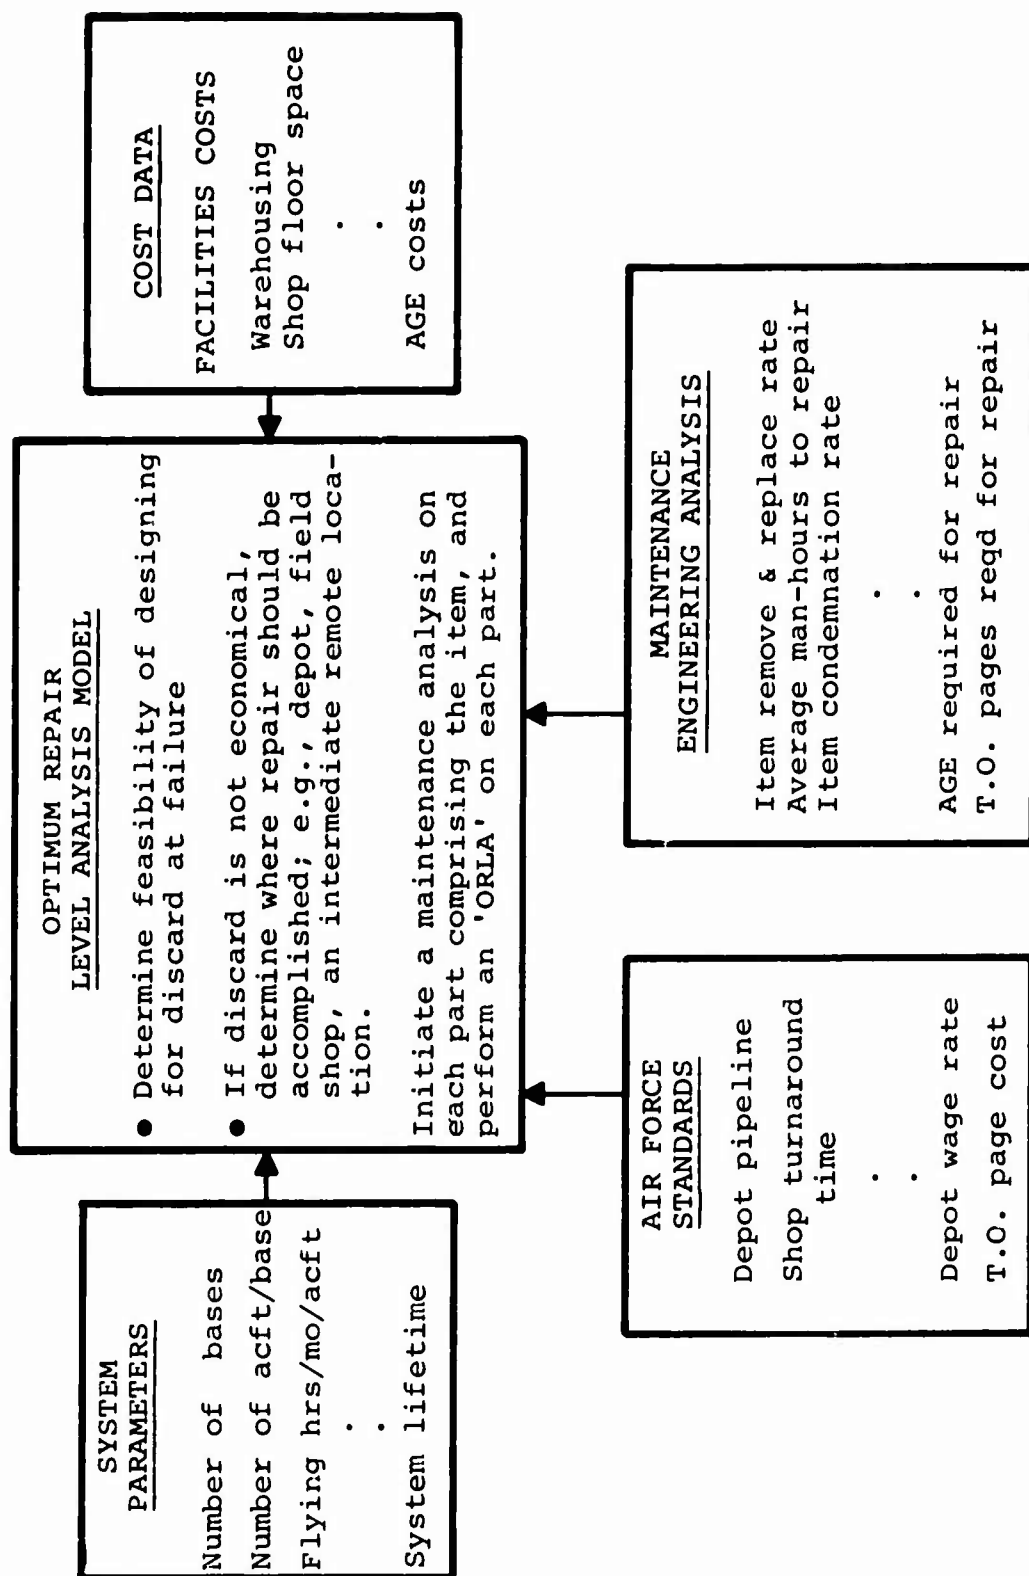 SYSTEM
PARAMETERS
Number of bases
Number of acft/base
Flying hrs/mo/acft
.
.
System lifetime
OPTIMUM REPAIR
LEVEL ANALYSIS MODEL
● Determine feasibility of designing
for discard at failure
● If discard is not economical,
determine where repair should be
accomplished; e.g., depot, field
shop, an intermediate remote loca-
tion.
Initiate a maintenance analysis on
each part comprising the item, and
perform an 'ORLA' on each part.
COST DATA
FACILITIES COSTS
Warehousing
Shop floor space
.
.
AGE costs
AIR FORCE
STANDARDS
Depot pipeline
Shop turnaround
time
.
.
Depot wage rate
T.O. page cost
MAINTENANCE
ENGINEERING ANALYSIS
Item remove & replace rate
Average man-hours to repair
Item condemnation rate
.
.
AGE required for repair
T.O. pages reqd for repair